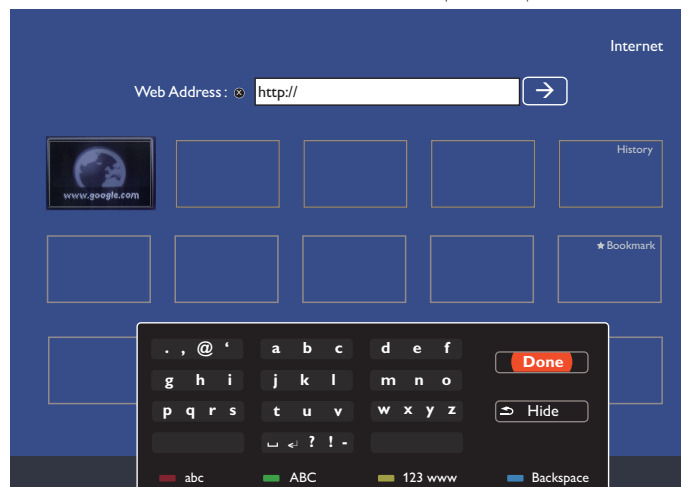 Internet
Web Address : http://
www.google.com
History
Bookmark
. , @ ‘ a b c d e f
Done
g h i j k l m n o
p q r s t u v w x y z
Hide
? ! -
abc ABC 123 www Backspace